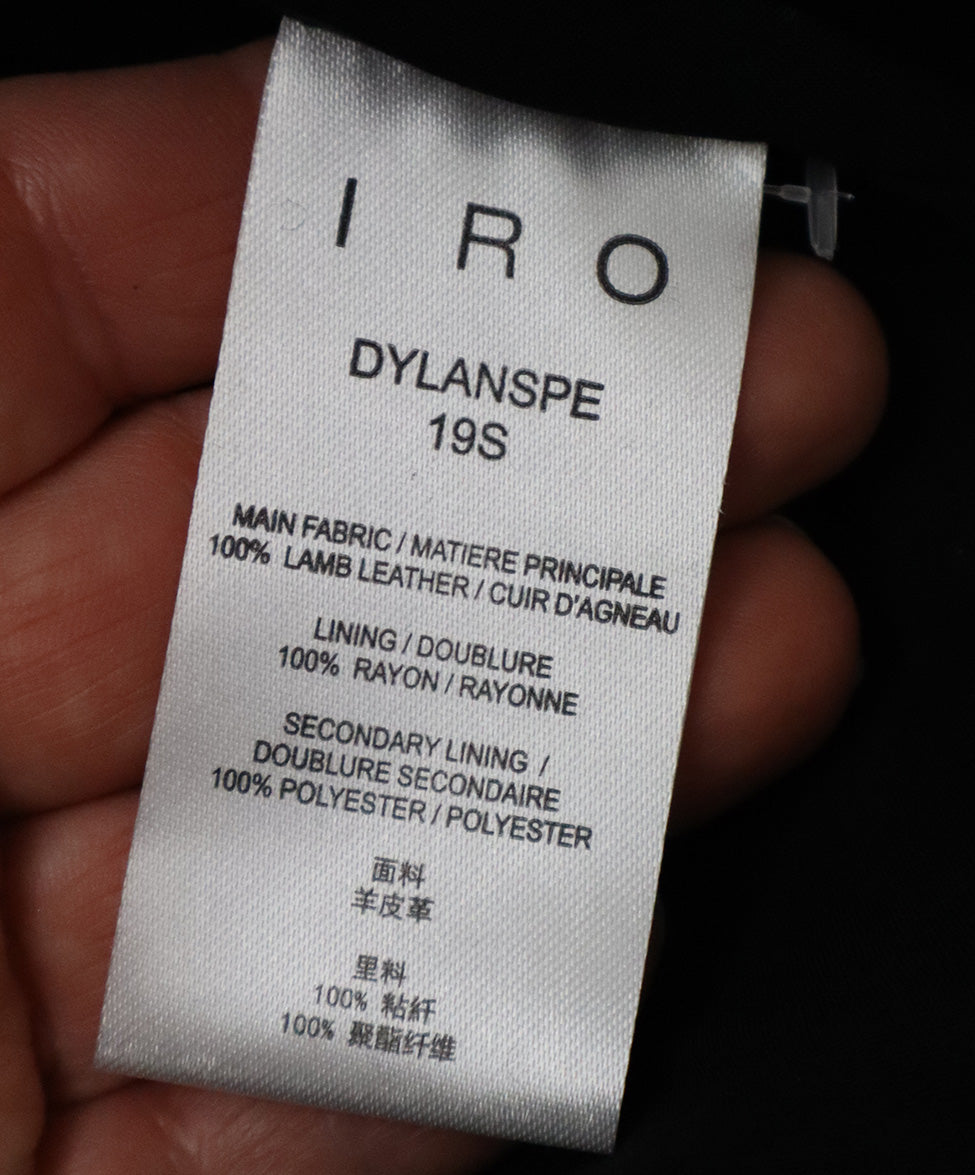 I R O
DYLANSPE
19S
MAIN FABRIC / MATIERE PRINCIPALE
100% LAMB LEATHER / CUIR D'AGNEAU
LINING / DOUBLURE
100% RAYON / RAYONNE
SECONDARY LINING /
DOUBLURE SECONDAIRE
100% POLYESTER / POLYESTER
面料
羊皮革
里料
100% 粘纤
100% 聚酯纤维